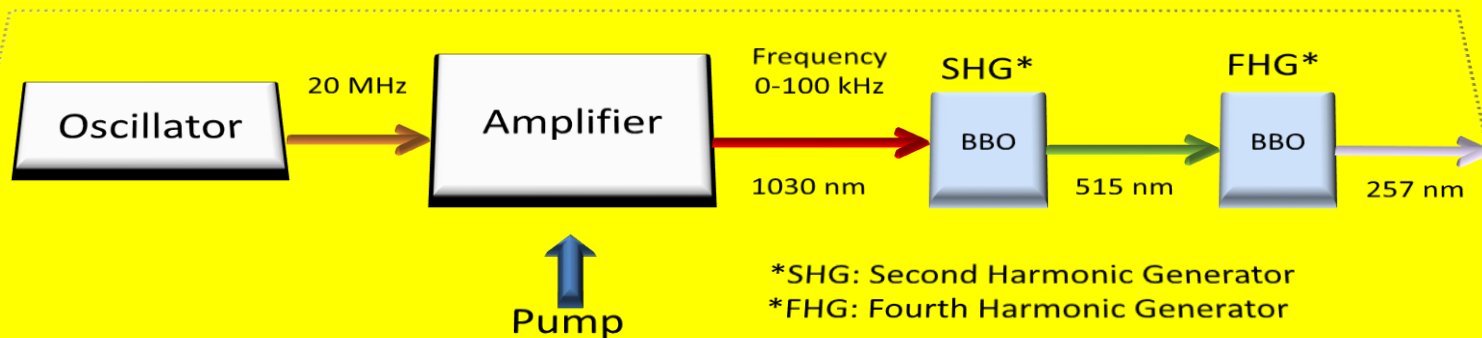 Oscillator
20 MHz
Amplifier
Pump
Frequency
0-100 kHz
1030 nm
SHG*
BBO
515 nm
FHG*
BBO
257 nm
*SHG: Second Harmonic Generator
*FHG: Fourth Harmonic Generator